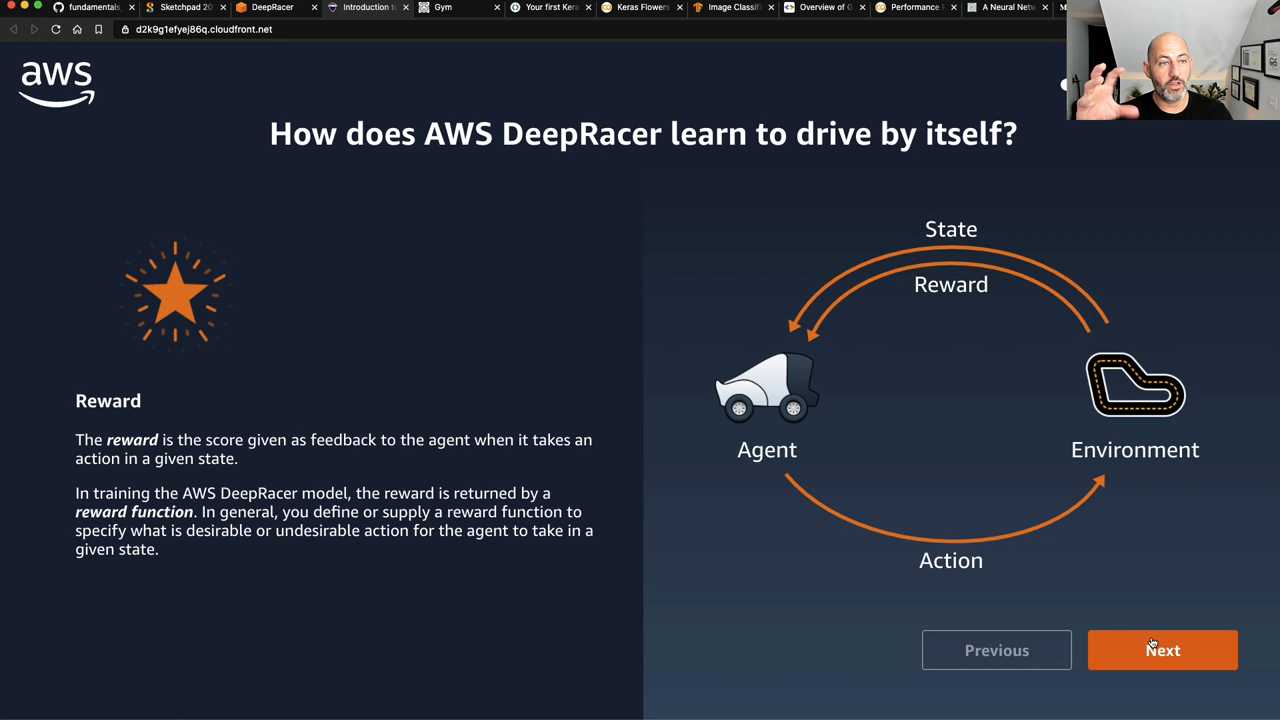 fundamentals,
Sketchpad 20
DeepRacer
Introduction to
Gym
Your first Kera
Keras Flowers
Image Classifi
Overview of G
Performance
A Neural Netw
d2k9g1efyej86q.cloudfront.net
aws
How does AWS DeepRacer learn to drive by itself?
State
Reward
Agent
Environment
Action
Reward
The reward is the score given as feedback to the agent when it takes an
action in a given state.
In training the AWS DeepRacer model, the reward is returned by a
reward function. In general, you define or supply a reward function to
specify what is desirable or undesirable action for the agent to take in a
given state.
Previous
Next